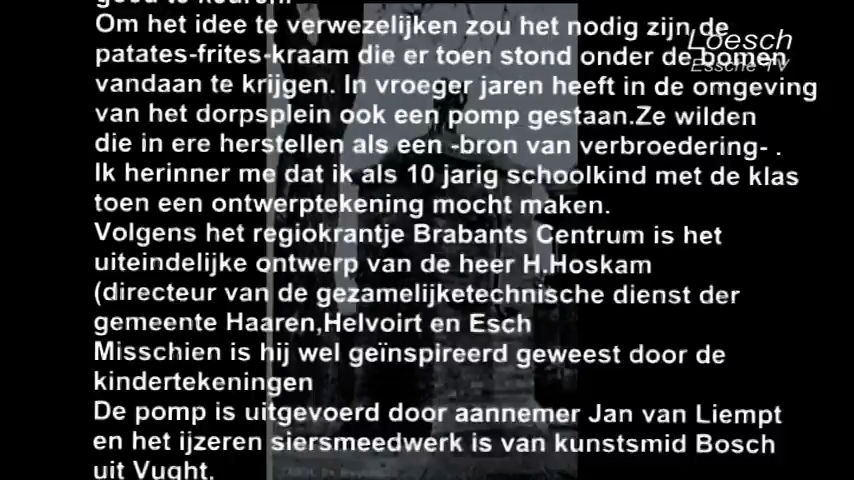 goed te keuren.
Om het idee te verwezelijken zou het nodig zijn de
patates-frites-kraam die er toen stond onder de bomen
vandaan te krijgen. In vroeger jaren heeft in de omgeving
van het dorpsplein ook een pomp gestaan.Ze wilden
die in ere herstellen als een -bron van verbroedering- .
Ik herinner me dat ik als 10 jarig schoolkind met de klas
toen een ontwerptekening mocht maken.
Volgens het regiokrantje Brabants Centrum is het
uiteindelijke ontwerp van de heer H.Hoskam
(directeur van de gezamelijketechnische dienst der
gemeente Haaren,Helvoirt en Esch
Misschien is hij wel geïnspireerd geweest door de
kindertekeningen
De pomp is uitgevoerd door aannemer Jan van Liempt
en het ijzeren siersmeedwerk is van kunstsmid Bosch
uit Vught.
Loesch
Essche TV